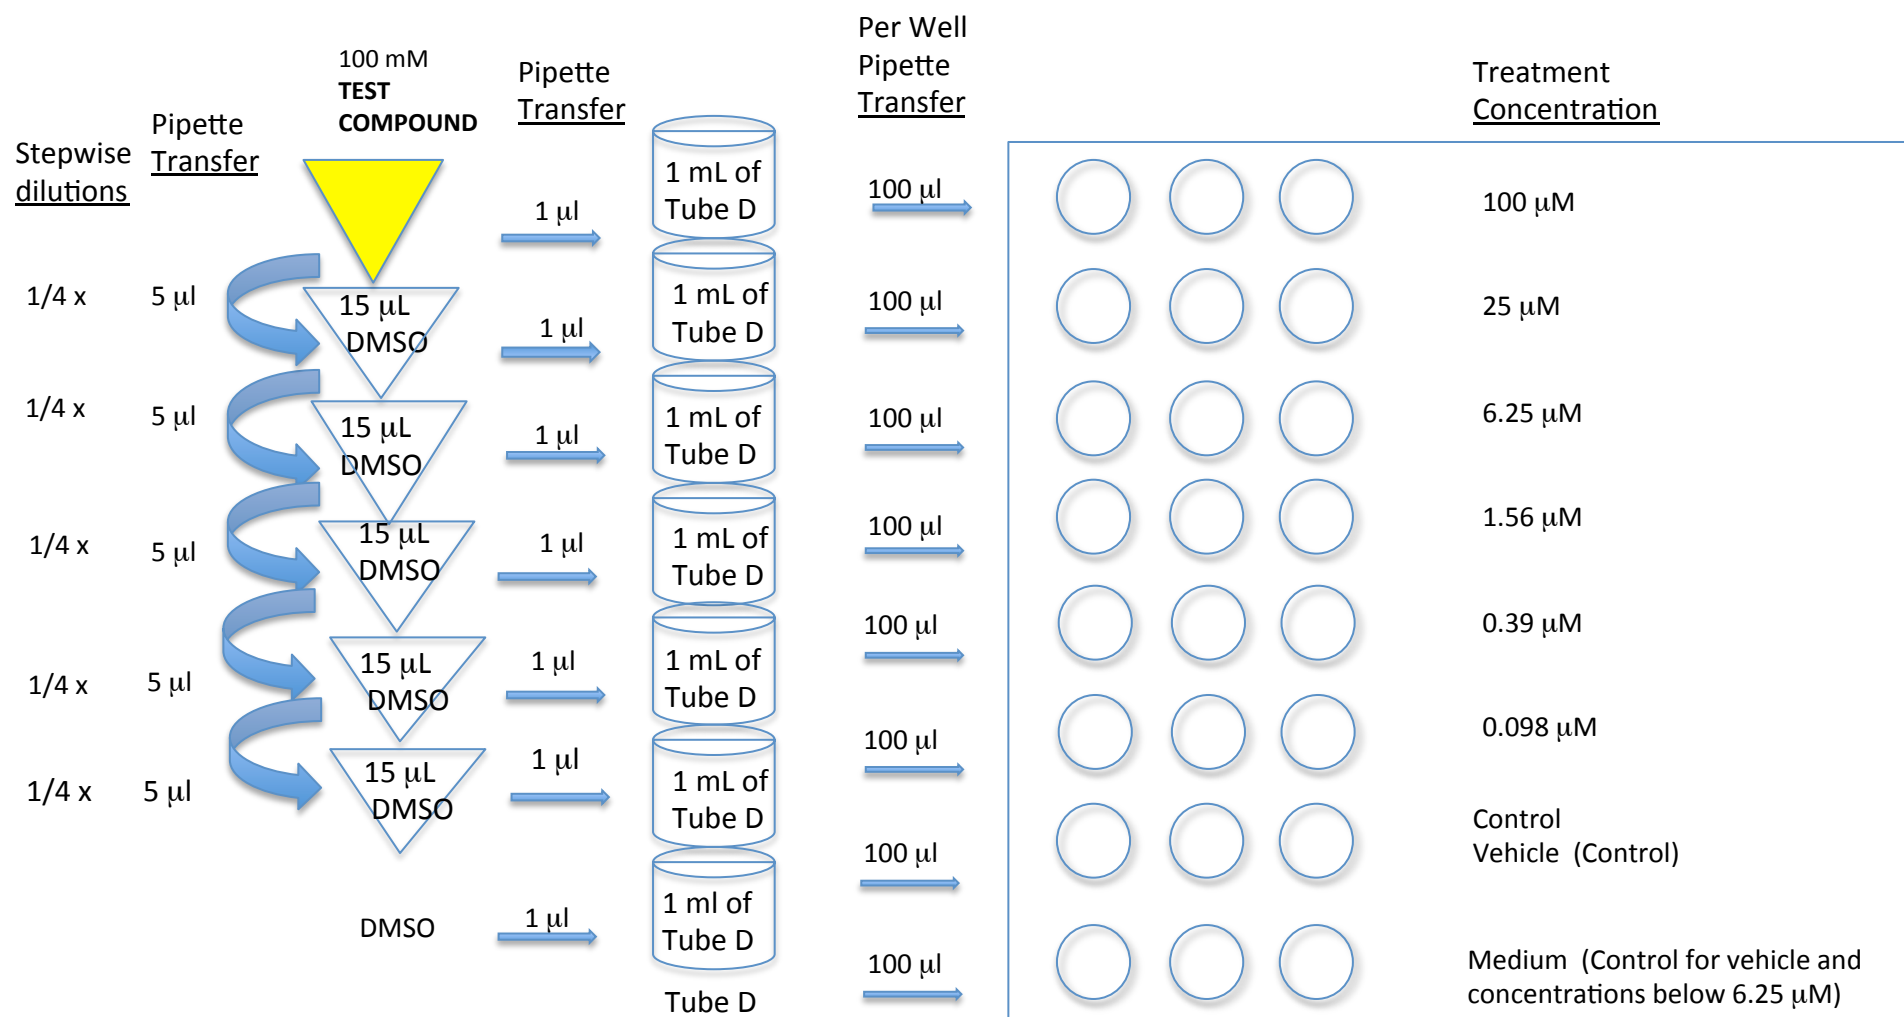 Stepwise
dilutions
Pipette
Transfer
100 mM
TEST
COMPOUND
Pipette
Transfer
Per Well
Pipette
Transfer
Treatment
Concentration
1 μl
1 mL of
Tube D
100 μl
100 μM
1/4 x
5 μl
15 μL
DMSO
1 μl
1 mL of
Tube D
100 μl
25 μM
1/4 x
5 μl
15 μL
DMSO
1 μl
1 mL of
Tube D
100 μl
6.25 μM
1/4 x
5 μl
15 μL
DMSO
1 μl
1 mL of
Tube D
100 μl
1.56 μM
1/4 x
5 μl
15 μL
DMSO
1 μl
1 mL of
Tube D
100 μl
0.39 μM
1/4 x
5 μl
15 μL
DMSO
1 μl
1 mL of
Tube D
100 μl
0.098 μM
DMSO
1 μl
1 ml of
Tube D
100 μl
Control
Vehicle (Control)
Tube D
100 μl
Medium (Control for vehicle and
concentrations below 6.25 μM)